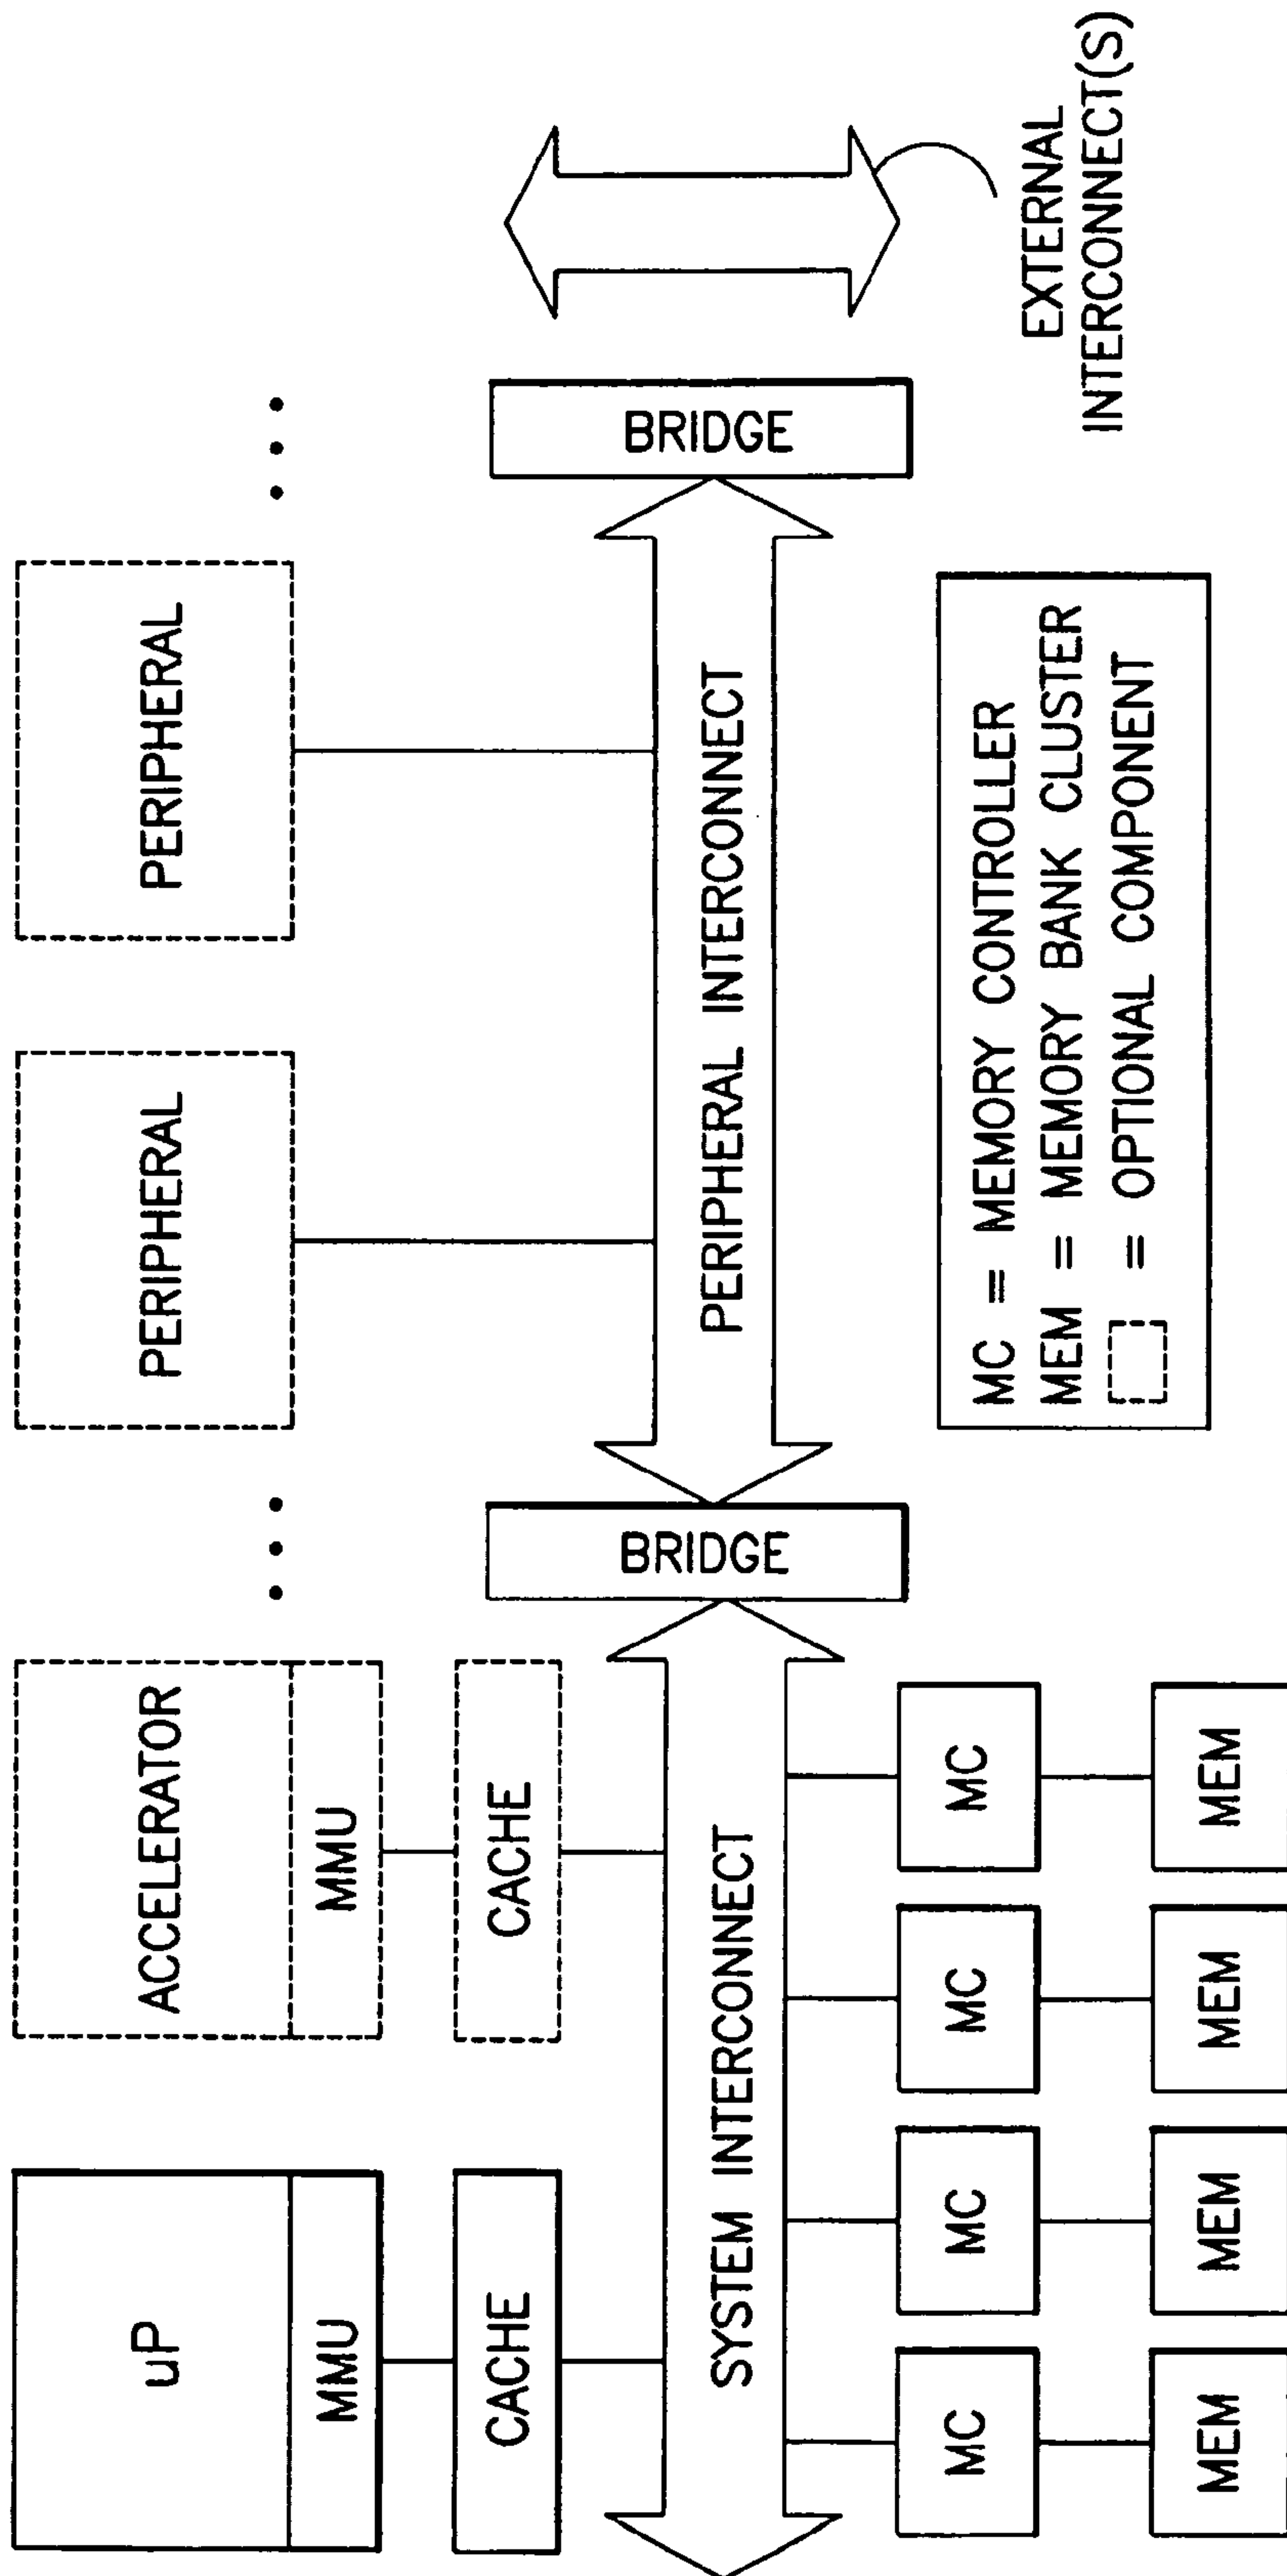 uP
MMU
CACHE
ACCELERATOR
MMU
CACHE
PERIPHERAL
PERIPHERAL
SYSTEM INTERCONNECT
BRIDGE
PERIPHERAL INTERCONNECT
BRIDGE
EXTERNAL
INTERCONNECT(S)
MC
MC
MC
MC
MEM
MEM
MEM
MEM
MC = MEMORY CONTROLLER
MEM = MEMORY BANK CLUSTER
= OPTIONAL COMPONENT